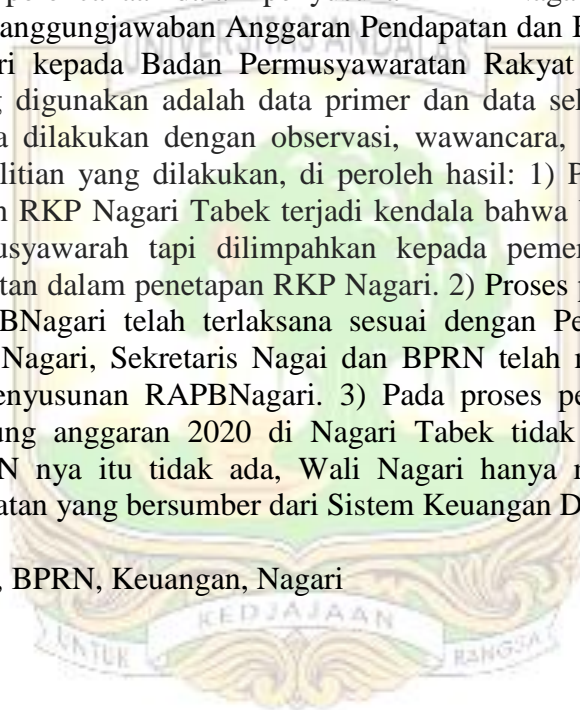 anggungjawaban Anggaran Pendapatan dan B
ri kepada Badan Permusyawaratan Rakyat
digunakan adalah data primer dan data se
a dilakukan dengan observasi, wawancara,
litian yang dilakukan, di peroleh hasil: 1) P
n RKP Nagari Tabek terjadi kendala bahwa
usyawarah tapi dilimpahkan kepada pemer
tan dalam penetapan RKP Nagari. 2) Proses
BNagari telah terlaksana sesuai dengan Pe
Nagari, Sekretaris Nagai dan BPRN telah
enyusunan RAPBNagari. 3) Pada proses pe
ung anggaran 2020 di Nagari Tabek tidak
N nya itu tidak ada, Wali Nagari hanya
atan yang bersumber dari Sistem Keuangan D
, BPRN, Keuangan, Nagari
UNIVERSITAS ANDALAS
KEDJAJAAN
UNTUK
BANGSA